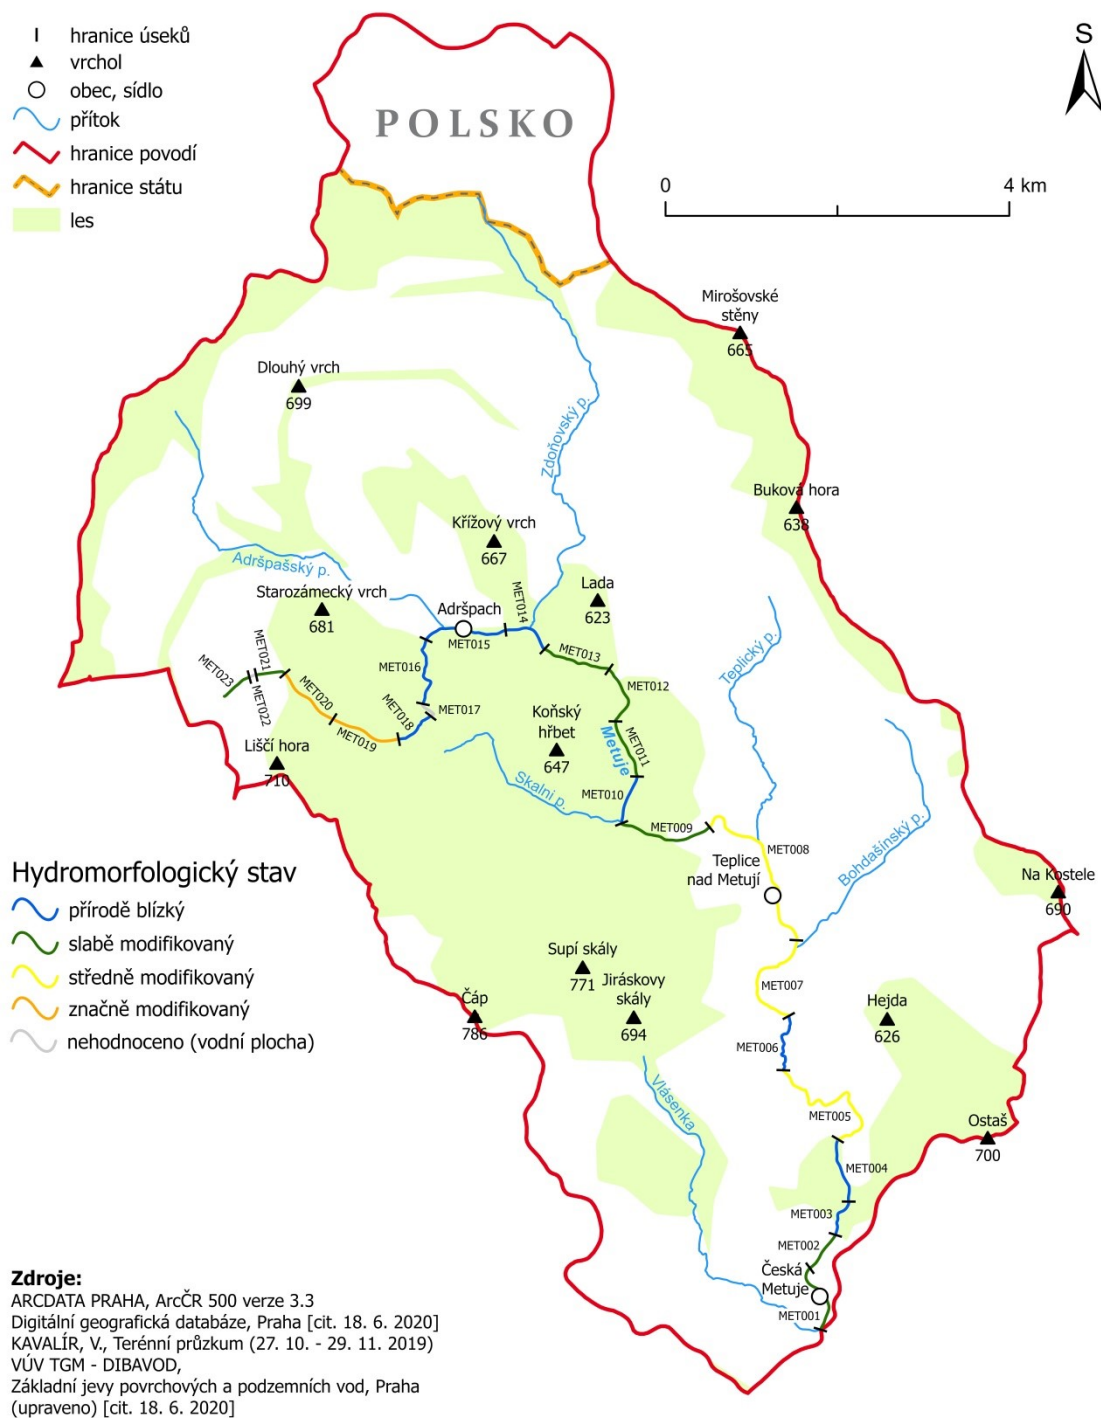 hranice úseků
vrchol
obec, sídlo
přítok
hranice povodí
hranice státu
les
POLSKO
S
0
4 km
Mirošovské
stěny
665
Dlouhý vrch
699
Zdoňovský p.
Buková hora
638
Křížový vrch
667
Adršpašský p.
Starozámecký vrch
681
Adršpach
MET014
Lada
623
MET015
MET013
MET016
MET012
MET021
MET023
MET022
MET020
MET019
MET018
MET017
Teplický p.
Koňský
hřbet
647
Metuje
MET011
Liščí hora
710
Skalní p.
MET010
MET009
MET008
Bohdašínský p.
Teplice
nad Metují
Na Kostele
690
Hydromorfologický stav
přírodě blízký
slabě modifikovaný
středně modifikovaný
značně modifikovaný
nehodnoceno (vodní plocha)
Supí skály
771
Jiráskovy
skály
694
Čáp
786
MET007
Hejda
626
MET006
Vlásenka
MET005
Ostaš
700
MET004
MET003
MET002
Česká
Metuje
MET001
Zdroje:
ARCDATA PRAHA, ArcČR 500 verze 3.3
Digitální geografická databáze, Praha [cit. 18. 6. 2020]
KAVALÍR, V., Terénní průzkum (27. 10. - 29. 11. 2019)
VÚV TGM - DIBAVOD,
Základní jevy povrchových a podzemních vod, Praha
(upraveno) [cit. 18. 6. 2020]